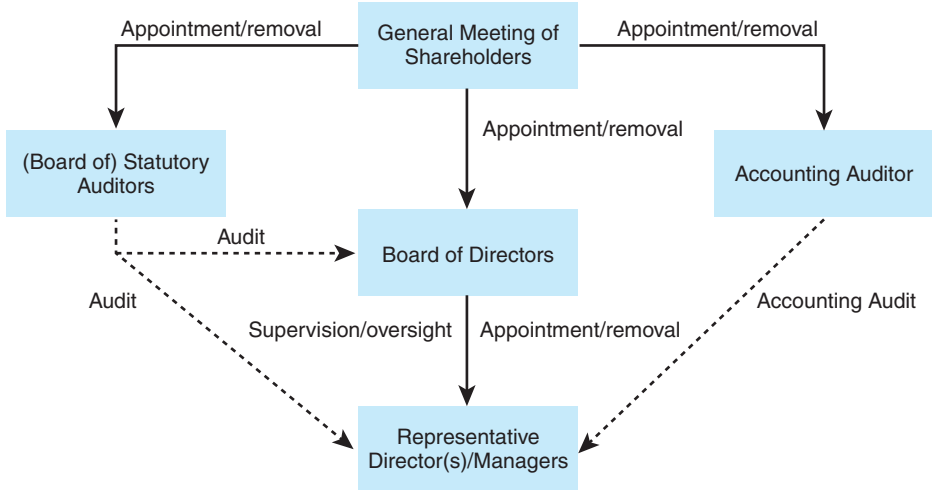 Appointment/removal
General Meeting of
Shareholders
Appointment/removal
Appointment/removal
(Board of) Statutory
Auditors
Accounting Auditor
Audit
Board of Directors
Audit
Accounting Audit
Supervision/oversight
Appointment/removal
Representative
Director(s)/Managers